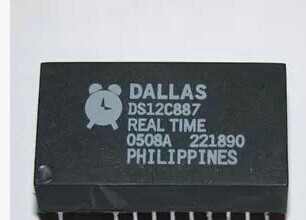 DALLAS
DS12C887
REAL TIME
0508A 221890
PHILIPPINES